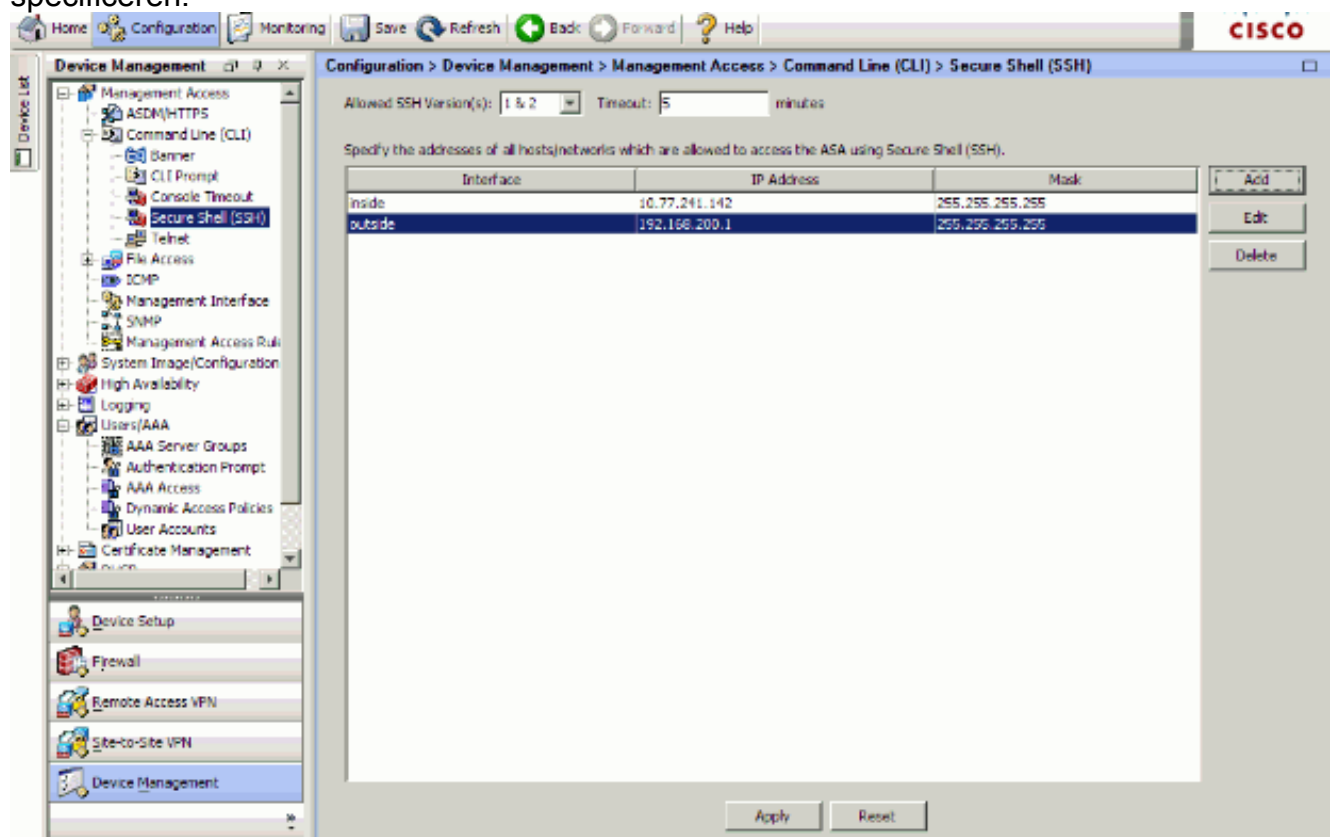 specificeren.
Home Configuration Monitoring Save Refresh Back Forward Help
CISCO
Device List
Device Management
Management Access
ASDM/HTTPS
Command Line (CLI)
Banner
CLI Prompt
Console Timeout
Secure Shell (SSH)
Telnet
File Access
ICMP
Management Interface
SNMP
Management Access Rul
System Image/Configuration
High Availability
Logging
Users/AAA
AAA Server Groups
Authentication Prompt
AAA Access
Dynamic Access Policies
User Accounts
Certificate Management
Device Setup
Firewall
Remote Access VPN
Site-to-Site VPN
Device Management
Configuration > Device Management > Management Access > Command Line (CLI) > Secure Shell (SSH)
Allowed SSH Version(s): 1 & 2 Timeout: 5 minutes
Specify the addresses of all hosts/networks which are allowed to access the ASA using Secure Shell (SSH).
Interface IP Address Mask
inside 10.77.241.142 255.255.255.255
outside 192.168.200.1 255.255.255.255
Add
Edit
Delete
Apply Reset